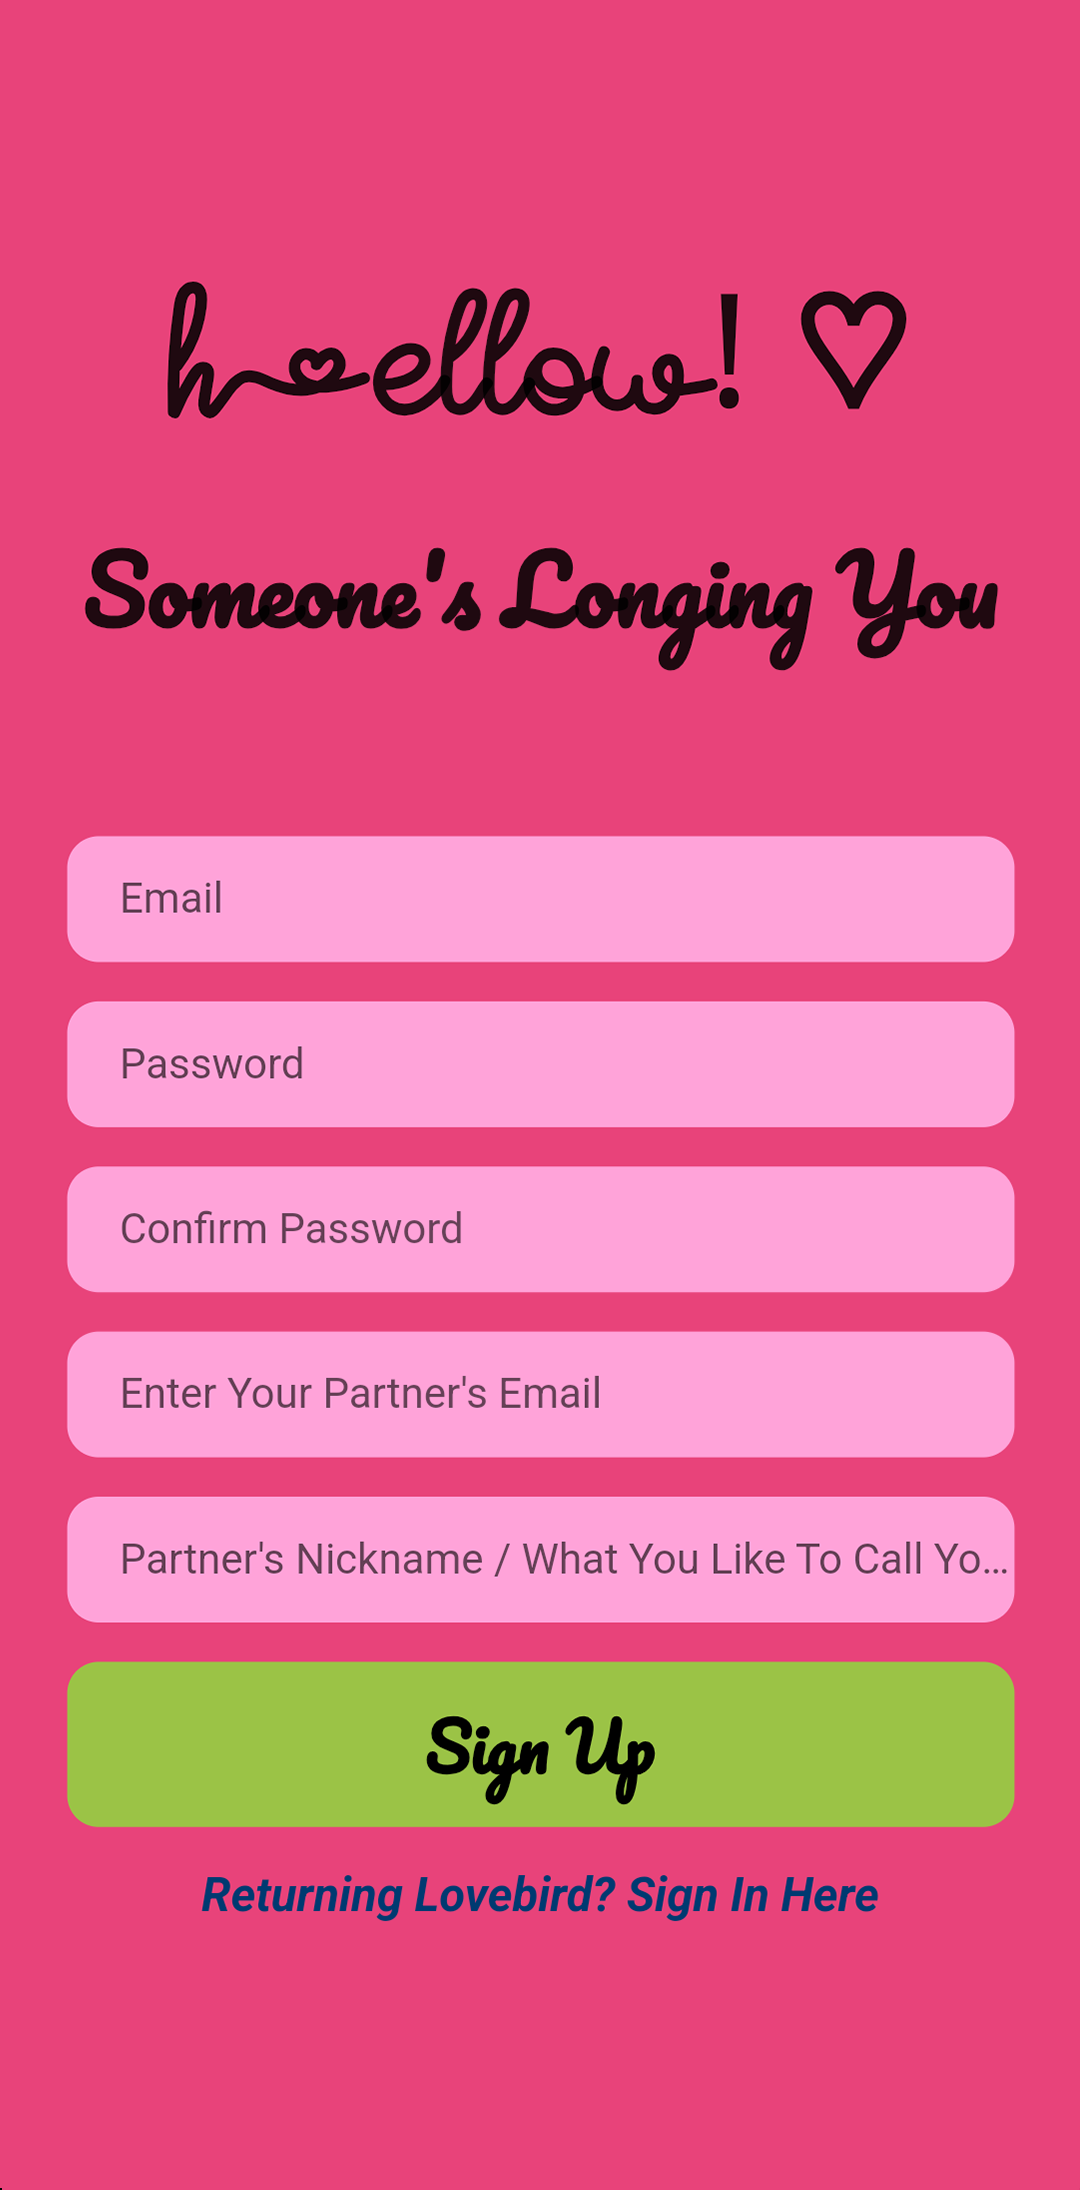 hellow! ♡
Someone's Longing You
Email
Password
Confirm Password
Enter Your Partner's Email
Partner's Nickname / What You Like To Call Yo...
Sign Up
Returning Lovebird? Sign In Here